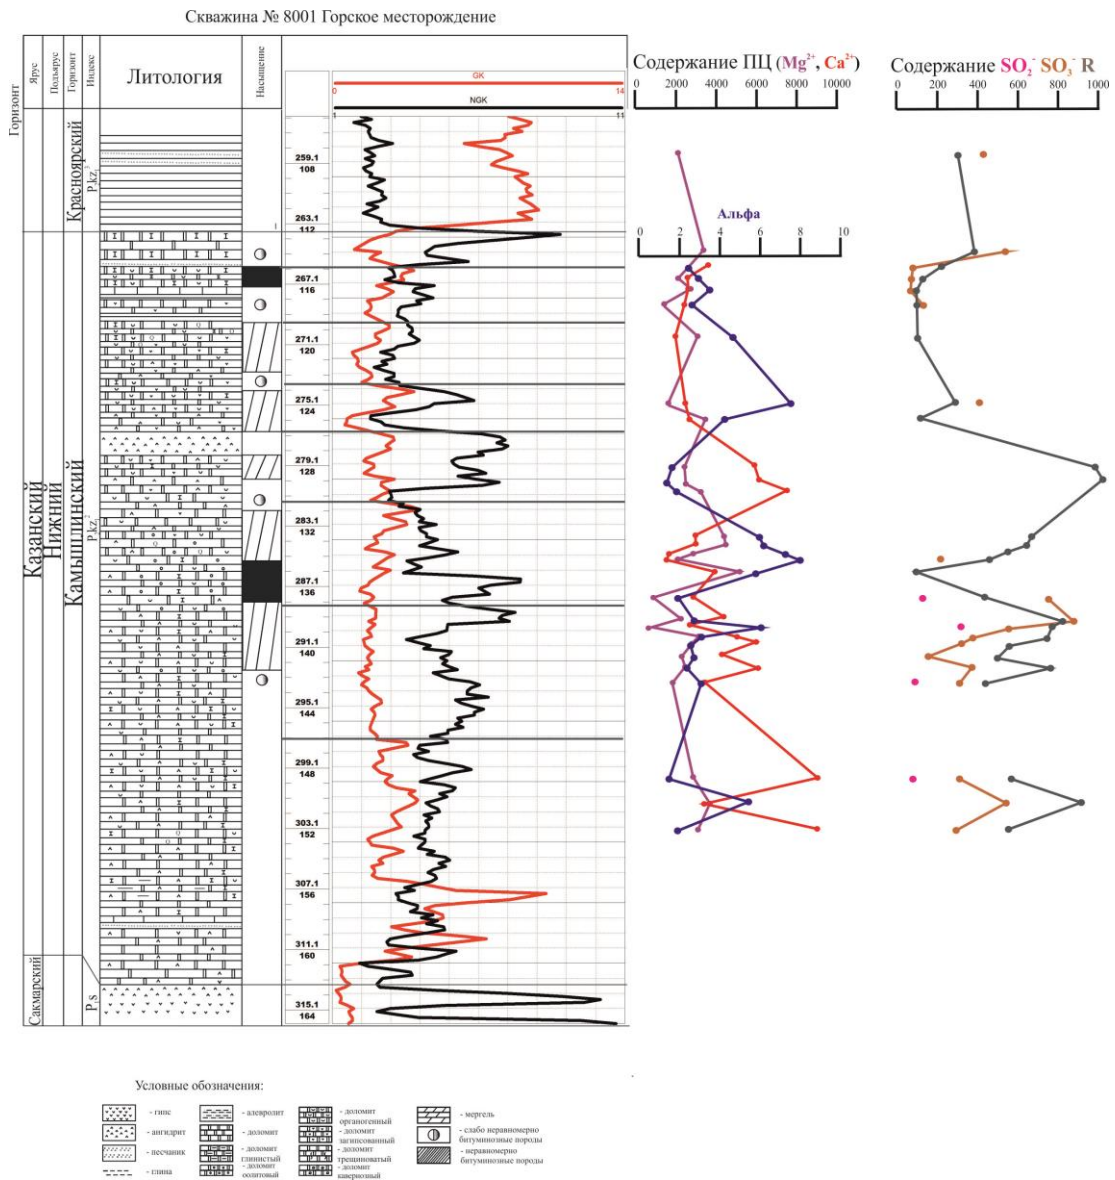 Скважина № 8001 Горское месторождение
Горизонт
Ярус
Подъярус
Горизонт
Индекс
Литология
Насыщение
GK
0 14
NGK
1 11
Содержание ПЦ (Mg²⁺, Ca²⁺)
0 2000 4000 6000 8000 10000
Содержание SO₂⁻ SO₃⁻ R
0 200 400 600 800 1000
Альфа
0 2 4 6 8 10
Казанский
Нижний
Красноярский
Камышлинский
Сакмарский
P₁s
259.1
108
263.1
112
267.1
116
271.1
120
275.1
124
279.1
128
283.1
132
287.1
136
291.1
140
295.1
144
299.1
148
303.1
152
307.1
156
311.1
160
315.1
164
Условные обозначения:
- гипс
- ангидрит
- песчаник
- глина
- алевролит
- доломит
- доломит
глинистый
- доломит
оолитовый
- доломит
органогенный
- доломит
загипсованный
- доломит
трещиноватый
- доломит
кавернозный
- мергель
- слабо неравномерно
битуминозные породы
- неравномерно
битуминозные породы